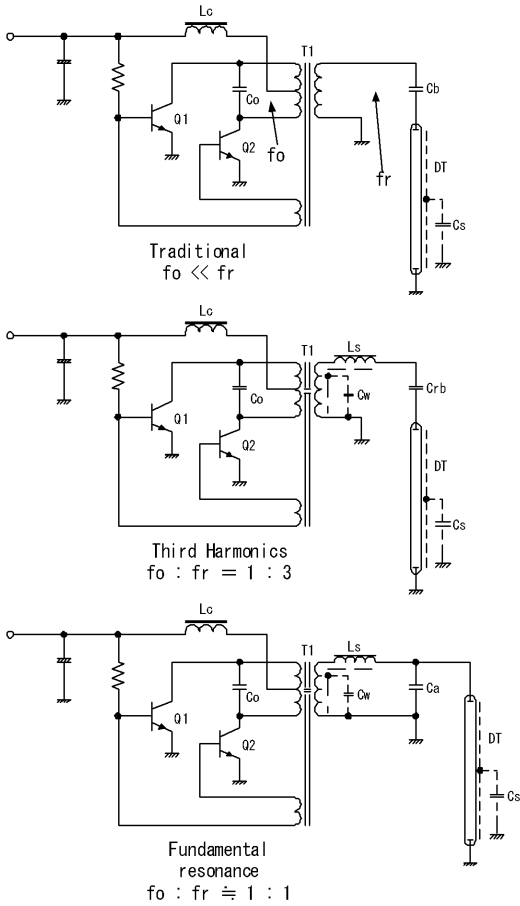 Lc
T1
Co
Cb
Q1
Q2
fo
fr
DT
Cs
Traditional
fo << fr
Lc
T1
Ls
Co
Cw
Crb
Q1
Q2
DT
Cs
Third Harmonics
fo : fr = 1 : 3
Lc
T1
Ls
Co
Cw
Ca
Q1
Q2
DT
Cs
Fundamental
resonance
fo : fr ≒ 1 : 1